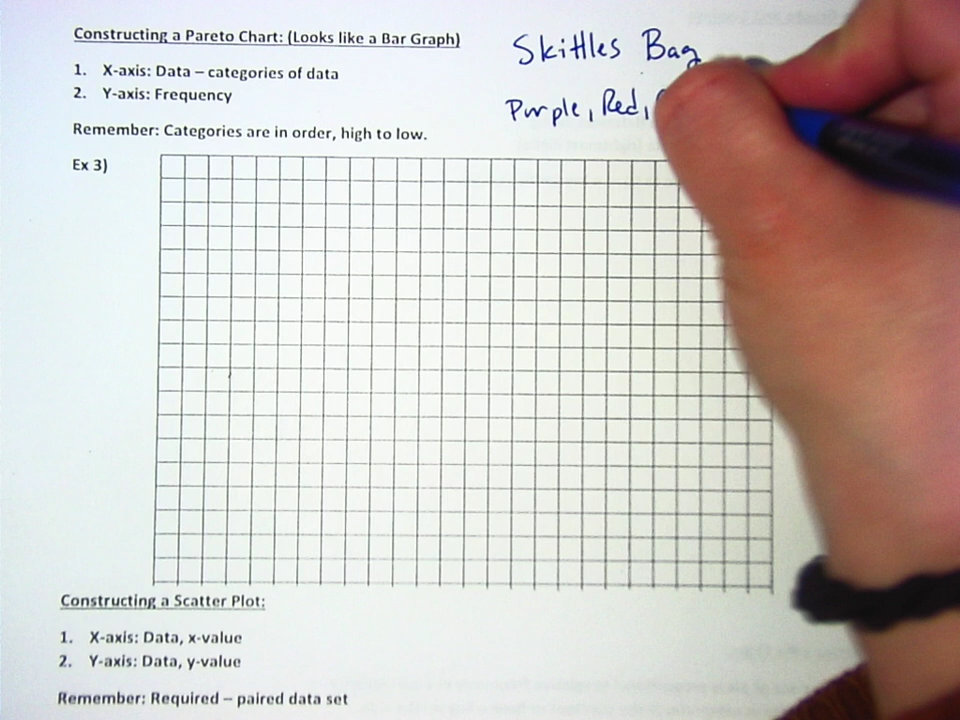 Constructing a Pareto Chart: (Looks like a Bar Graph)
Skittles Bag
1. X-axis: Data – categories of data
2. Y-axis: Frequency
Purple, Red,
Remember: Categories are in order, high to low.
Ex 3)
Constructing a Scatter Plot:
1. X-axis: Data, x-value
2. Y-axis: Data, y-value
Remember: Required – paired data set